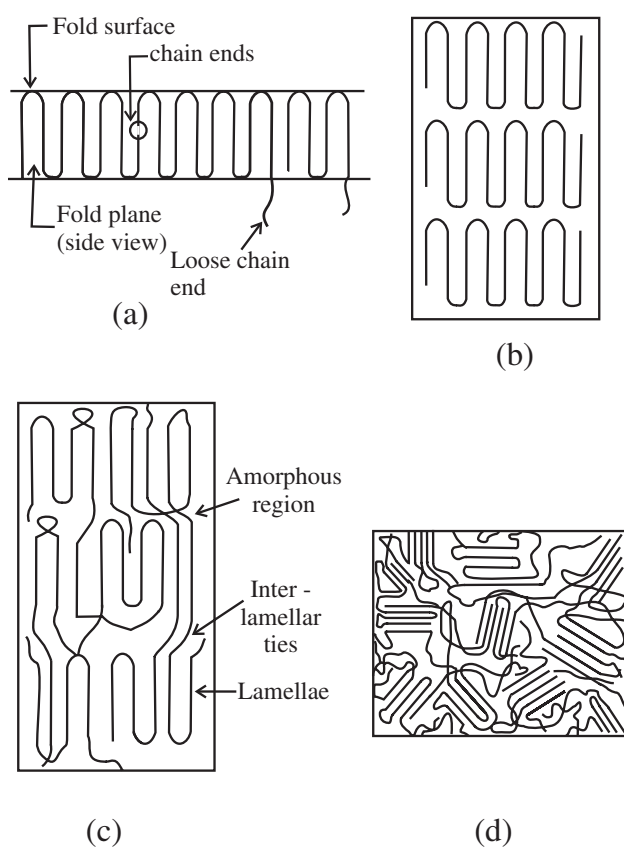 Fold surface
chain ends
Fold plane
(side view)
Loose chain
end
(a)
(b)
Amorphous
region
Inter -
lamellar
ties
Lamellae
(c)
(d)